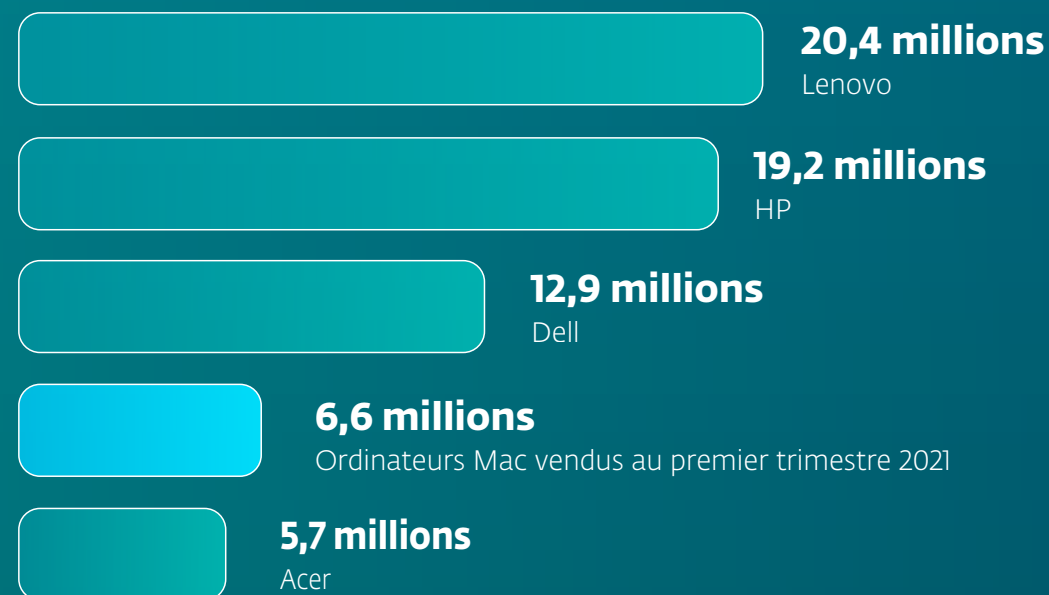 20,4 millions
Lenovo
19,2 millions
HP
12,9 millions
Dell
6,6 millions
Ordinateurs Mac vendus au premier trimestre 2021
5,7 millions
Acer